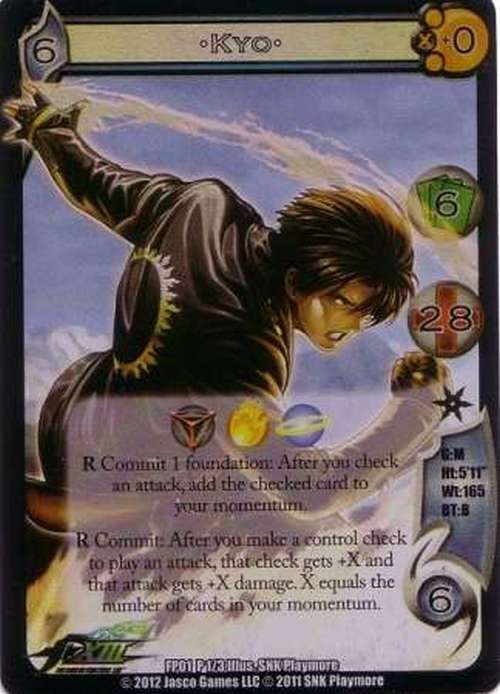 6
·Kyo·
+0
6
28
R Commit 1 foundation: After you check
an attack, add the checked card to
your momentum.
R Commit: After you make a control check
to play an attack, that check gets +X and
that attack gets +X damage. X equals the
number of cards in your momentum.
G:M
Ht:5'11"
Wt:165
BT:B
6
XIII
FP01 P 1/3 Illus. SNK Playmore
© 2012 Jasco Games LLC © 2011 SNK Playmore